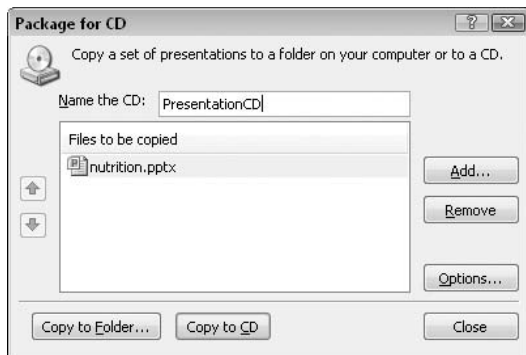 Package for CD
Copy a set of presentations to a folder on your computer or to a CD.
Name the CD: PresentationCD
Files to be copied
nutrition.pptx
Add...
Remove
Options...
Copy to Folder... Copy to CD Close